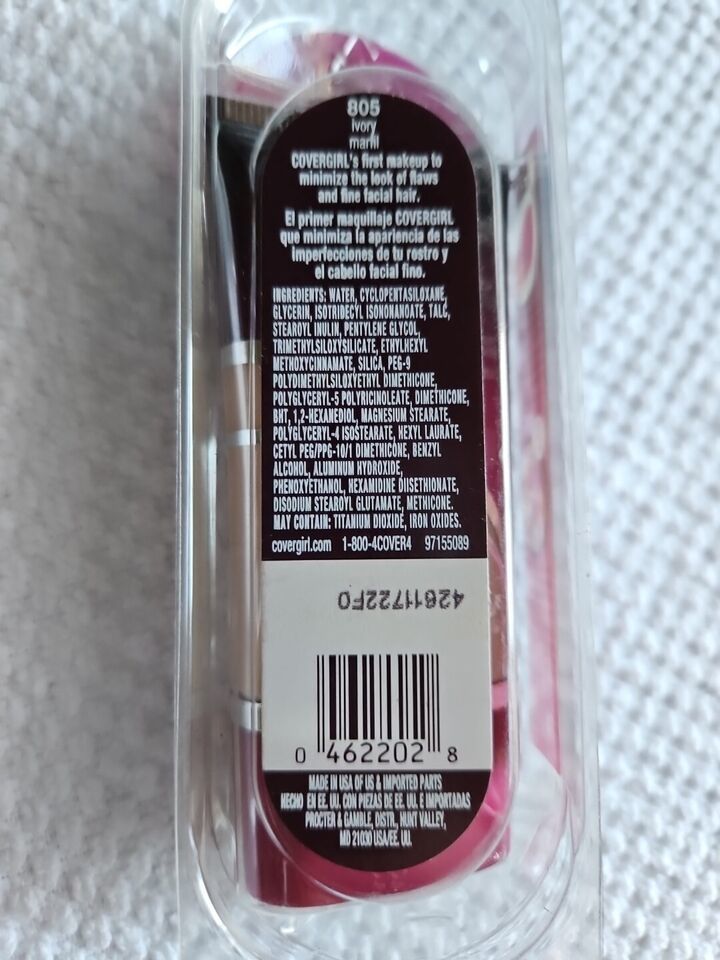 805
Ivory
marfil
COVERGIRL's first makeup to
minimize the look of flaws
and fine facial hair.
El primer maquillaje COVERGIRL
que minimiza la apariencia de las
imperfecciones de tu rostro y
el cabello facial fino.
INGREDIENTS: WATER, CYCLOPENTASILOXANE,
GLYCERIN, ISOTRIDECYL ISONONANOATE, TALC,
STEAROYL INULIN, PENTYLENE GLYCOL,
TRIMETHYLSILOXYSILICATE, ETHYLHEXYL
METHOXYCINNAMATE, SILICA, PEG-9
POLYDIMETHYLSILOXYETHYL DIMETHICONE,
POLYGLYCERYL-5 POLYRICINOLEATE, DIMETHICONE,
BHT, 1,2-HEXANEDIOL, MAGNESIUM STEARATE,
POLYGLYCERYL-4 ISOSTEARATE, HEXYL LAURATE,
CETYL PEG/PPG-10/1 DIMETHICONE, BENZYL
ALCOHOL, ALUMINUM HYDROXIDE,
PHENOXYETHANOL, HEXAMIDINE DIISETHIONATE,
DISODIUM STEAROYL GLUTAMATE, METHICONE.
MAY CONTAIN: TITANIUM DIOXIDE, IRON OXIDES.
covergirl.com 1-800-4COVER4 97155089
42611722F0
0 462202 8
MADE IN USA OF US & IMPORTED PARTS
HECHO EN EE. UU. CON PIEZAS DE EE. UU. E IMPORTADAS
PROCTER & GAMBLE, DISTR., HUNT VALLEY,
MD 21030 USA/EE. UU.